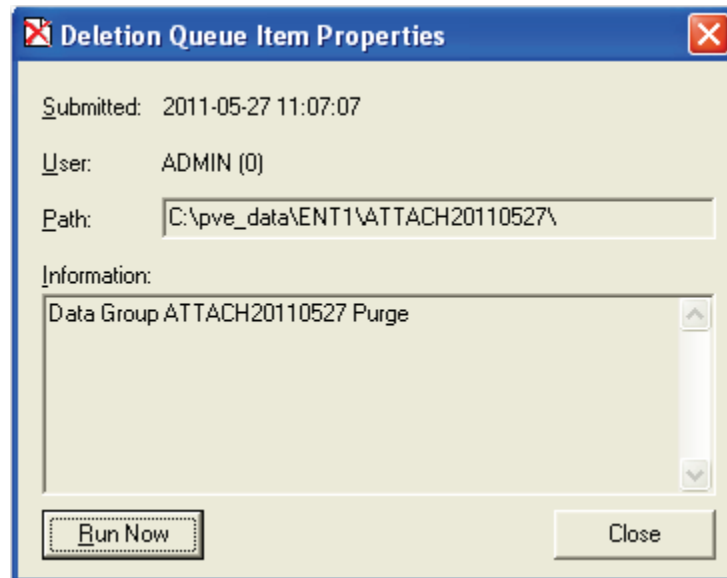 Deletion Queue Item Properties
Submitted: 2011-05-27 11:07:07
User: ADMIN (0)
Path: C:\pve_data\ENT1\ATTACH20110527\
Information:
Data Group ATTACH20110527 Purge
Run Now Close